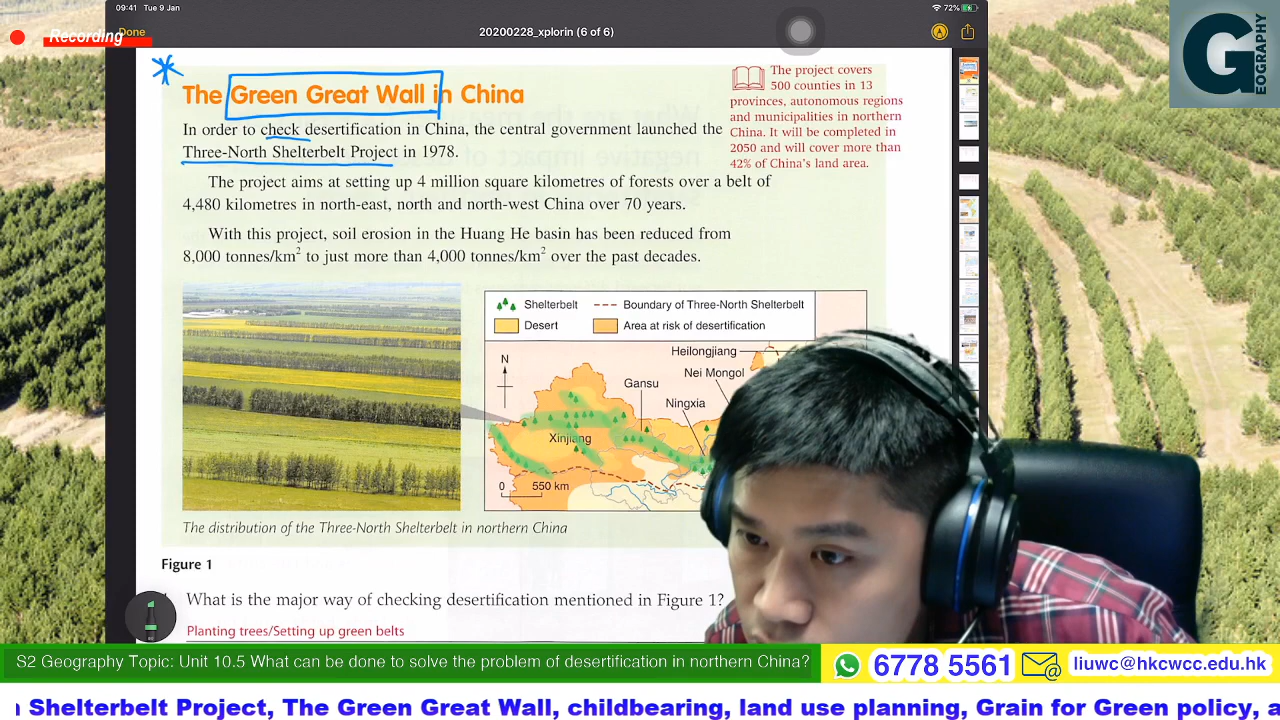 09:41 Tue 9 Jan
72%
Recording
Done
20200228_xplorin (6 of 6)
G
EOGRAPHY
The Green Great Wall in China
In order to check desertification in China, the central government launched the
Three-North Shelterbelt Project in 1978.
The project aims at setting up 4 million square kilometres of forests over a belt of
4,480 kilometres in north-east, north and north-west China over 70 years.
With this project, soil erosion in the Huang He basin has been reduced from
8,000 tonnes/km² to just more than 4,000 tonnes/km² over the past decades.
The project covers
500 counties in 13
provinces, autonomous regions
and municipalities in northern
China. It will be completed in
2050 and will cover more than
42% of China's land area.
Shelterbelt
Boundary of Three-North Shelterbelt
Desert
Area at risk of desertification
N
Heilongjiang
Nei Mongol
Gansu
Ningxia
Xinjiang
0 550 km
The distribution of the Three-North Shelterbelt in northern China
Figure 1
What is the major way of checking desertification mentioned in Figure 1?
Planting trees/Setting up green belts
S2 Geography Topic: Unit 10.5 What can be done to solve the problem of desertification in northern China?
6778 5561
liuwc@hkcwcc.edu.hk
Shelterbelt Project, The Green Great Wall, childbearing, land use planning, Grain for Green policy, a